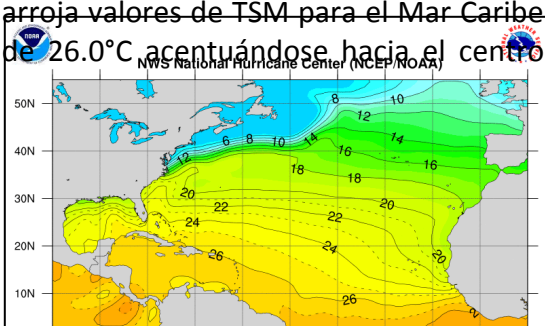 arroja valores de TSM para el Mar Caribe
de 26.0°C acentuándose hacia el centro
NOAA
NWS National Hurricane Center (NCEP/NOAA)
50N 8 10
12
6 8 10 14 14
40N 12 16 16
18 18
30N 20 20
22 22
24 24
20N 26 20
10N 26